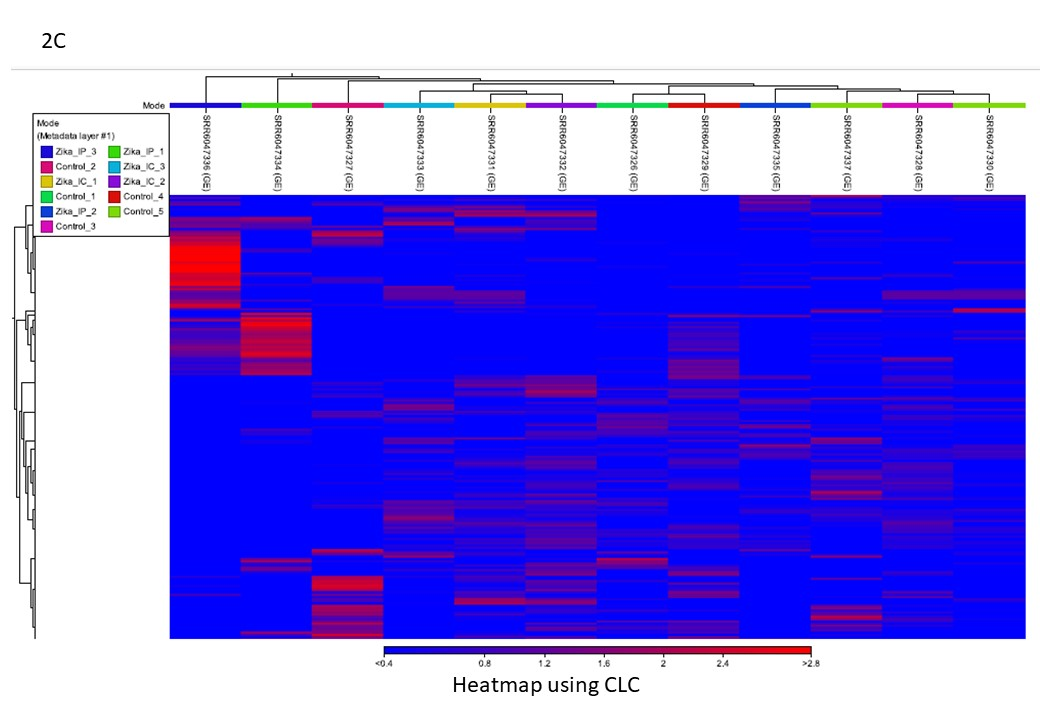 2C
Mode
Mode
(Metadata layer #1)
Zika_IP_3 Zika_IP_1
Control_2 Zika_IC_3
Zika_IC_1 Zika_IC_2
Control_1 Control_4
Zika_IP_2 Control_5
Control_3
SRR6047336 (GE)
SRR6047334 (GE)
SRR6047327 (GE)
SRR6047333 (GE)
SRR6047331 (GE)
SRR6047332 (GE)
SRR6047326 (GE)
SRR6047329 (GE)
SRR6047335 (GE)
SRR6047337 (GE)
SRR6047328 (GE)
SRR6047330 (GE)
<0.4 0.8 1.2 1.6 2 2.4 >2.8
Heatmap using CLC